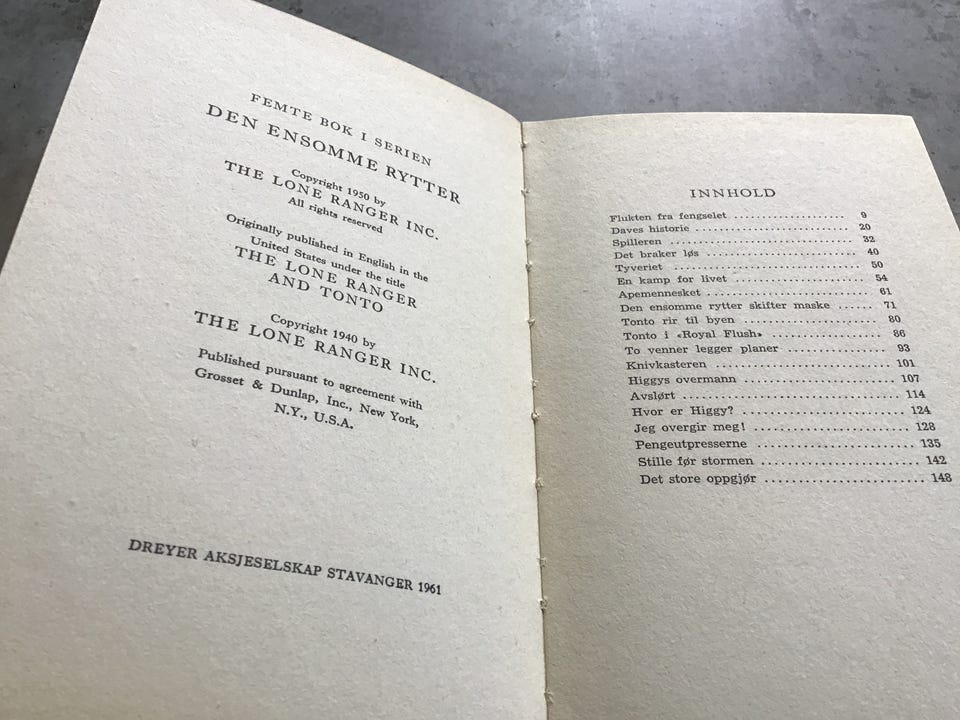 FEMTE BOK I SERIEN
DEN ENSOMME RYTTER
Copyright 1950 by
THE LONE RANGER INC.
All rights reserved
Originally published in English in the
United States under the title
THE LONE RANGER
AND TONTO
Copyright 1940 by
THE LONE RANGER INC.
Published pursuant to agreement with
Grosset & Dunlap, Inc., New York,
N.Y., U.S.A.
DREYER AKSJESELSKAP STAVANGER 1961
INNHOLD
Flukten fra fengselet ..................... 9
Daves historie ............................ 20
Spilleren ................................. 32
Det braker løs ............................ 40
Tyveriet .................................. 50
En kamp for livet ......................... 54
Apemennesket .............................. 61
Den ensomme rytter skifter maske ...... 71
Tonto rir til byen ........................ 80
Tonto i «Royal Flush» ..................... 86
To venner legger planer ................... 93
Knivkasteren .............................. 101
Higgys overmann ........................... 107
Avslørt ................................... 114
Hvor er Higgy? ............................ 124
Jeg overgir meg! .......................... 128
Pengeutpresserne .......................... 135
Stille før stormen ........................ 142
Det store oppgjør ......................... 148